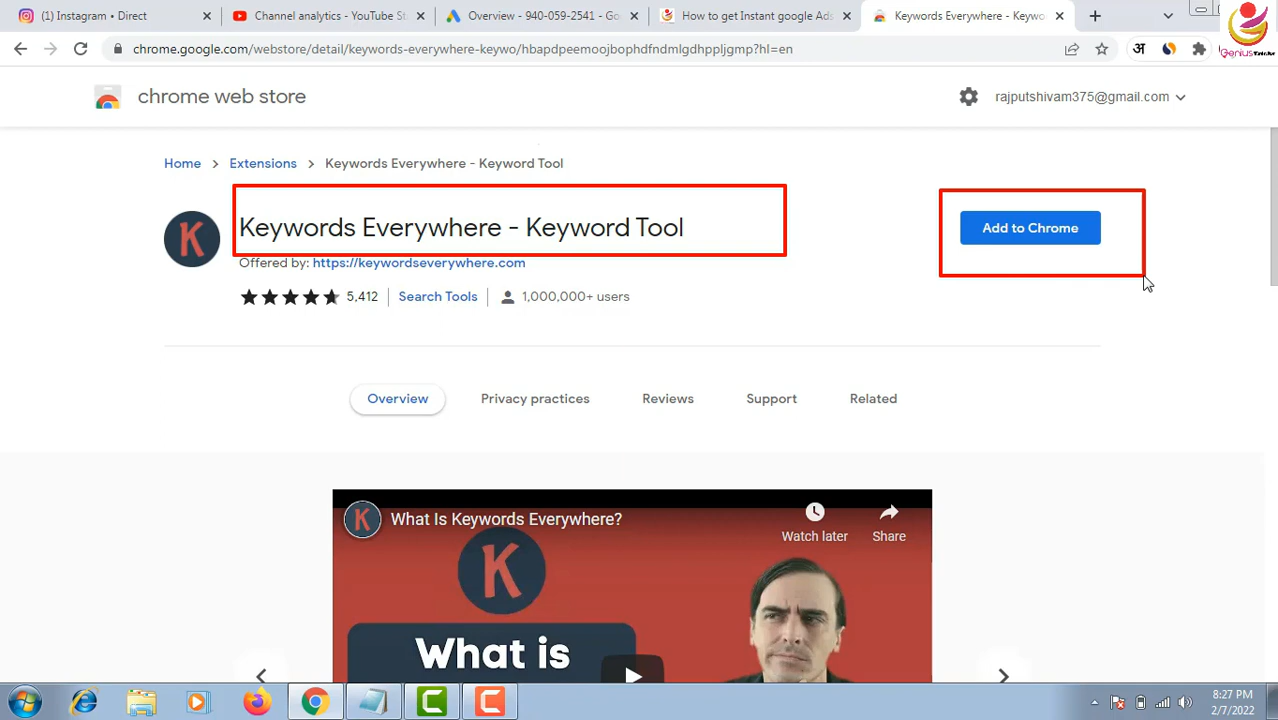 (1) Instagram • Direct
Channel analytics - YouTube St
Overview - 940-059-2541 - Go
How to get Instant google Ads
Keywords Everywhere - Keywo
chrome.google.com/webstore/detail/keywords-everywhere-keywo/hbapdpeemoojbophdfndmlgdhppljgmp?hl=en
अ
chrome web store
rajputshivam375@gmail.com
Home > Extensions > Keywords Everywhere - Keyword Tool
K
Keywords Everywhere - Keyword Tool
Add to Chrome
Offered by: https://keywordseverywhere.com
5,412
Search Tools
1,000,000+ users
Overview
Privacy practices
Reviews
Support
Related
K
What Is Keywords Everywhere?
Watch later
Share
K
What is
8:27 PM
2/7/2022